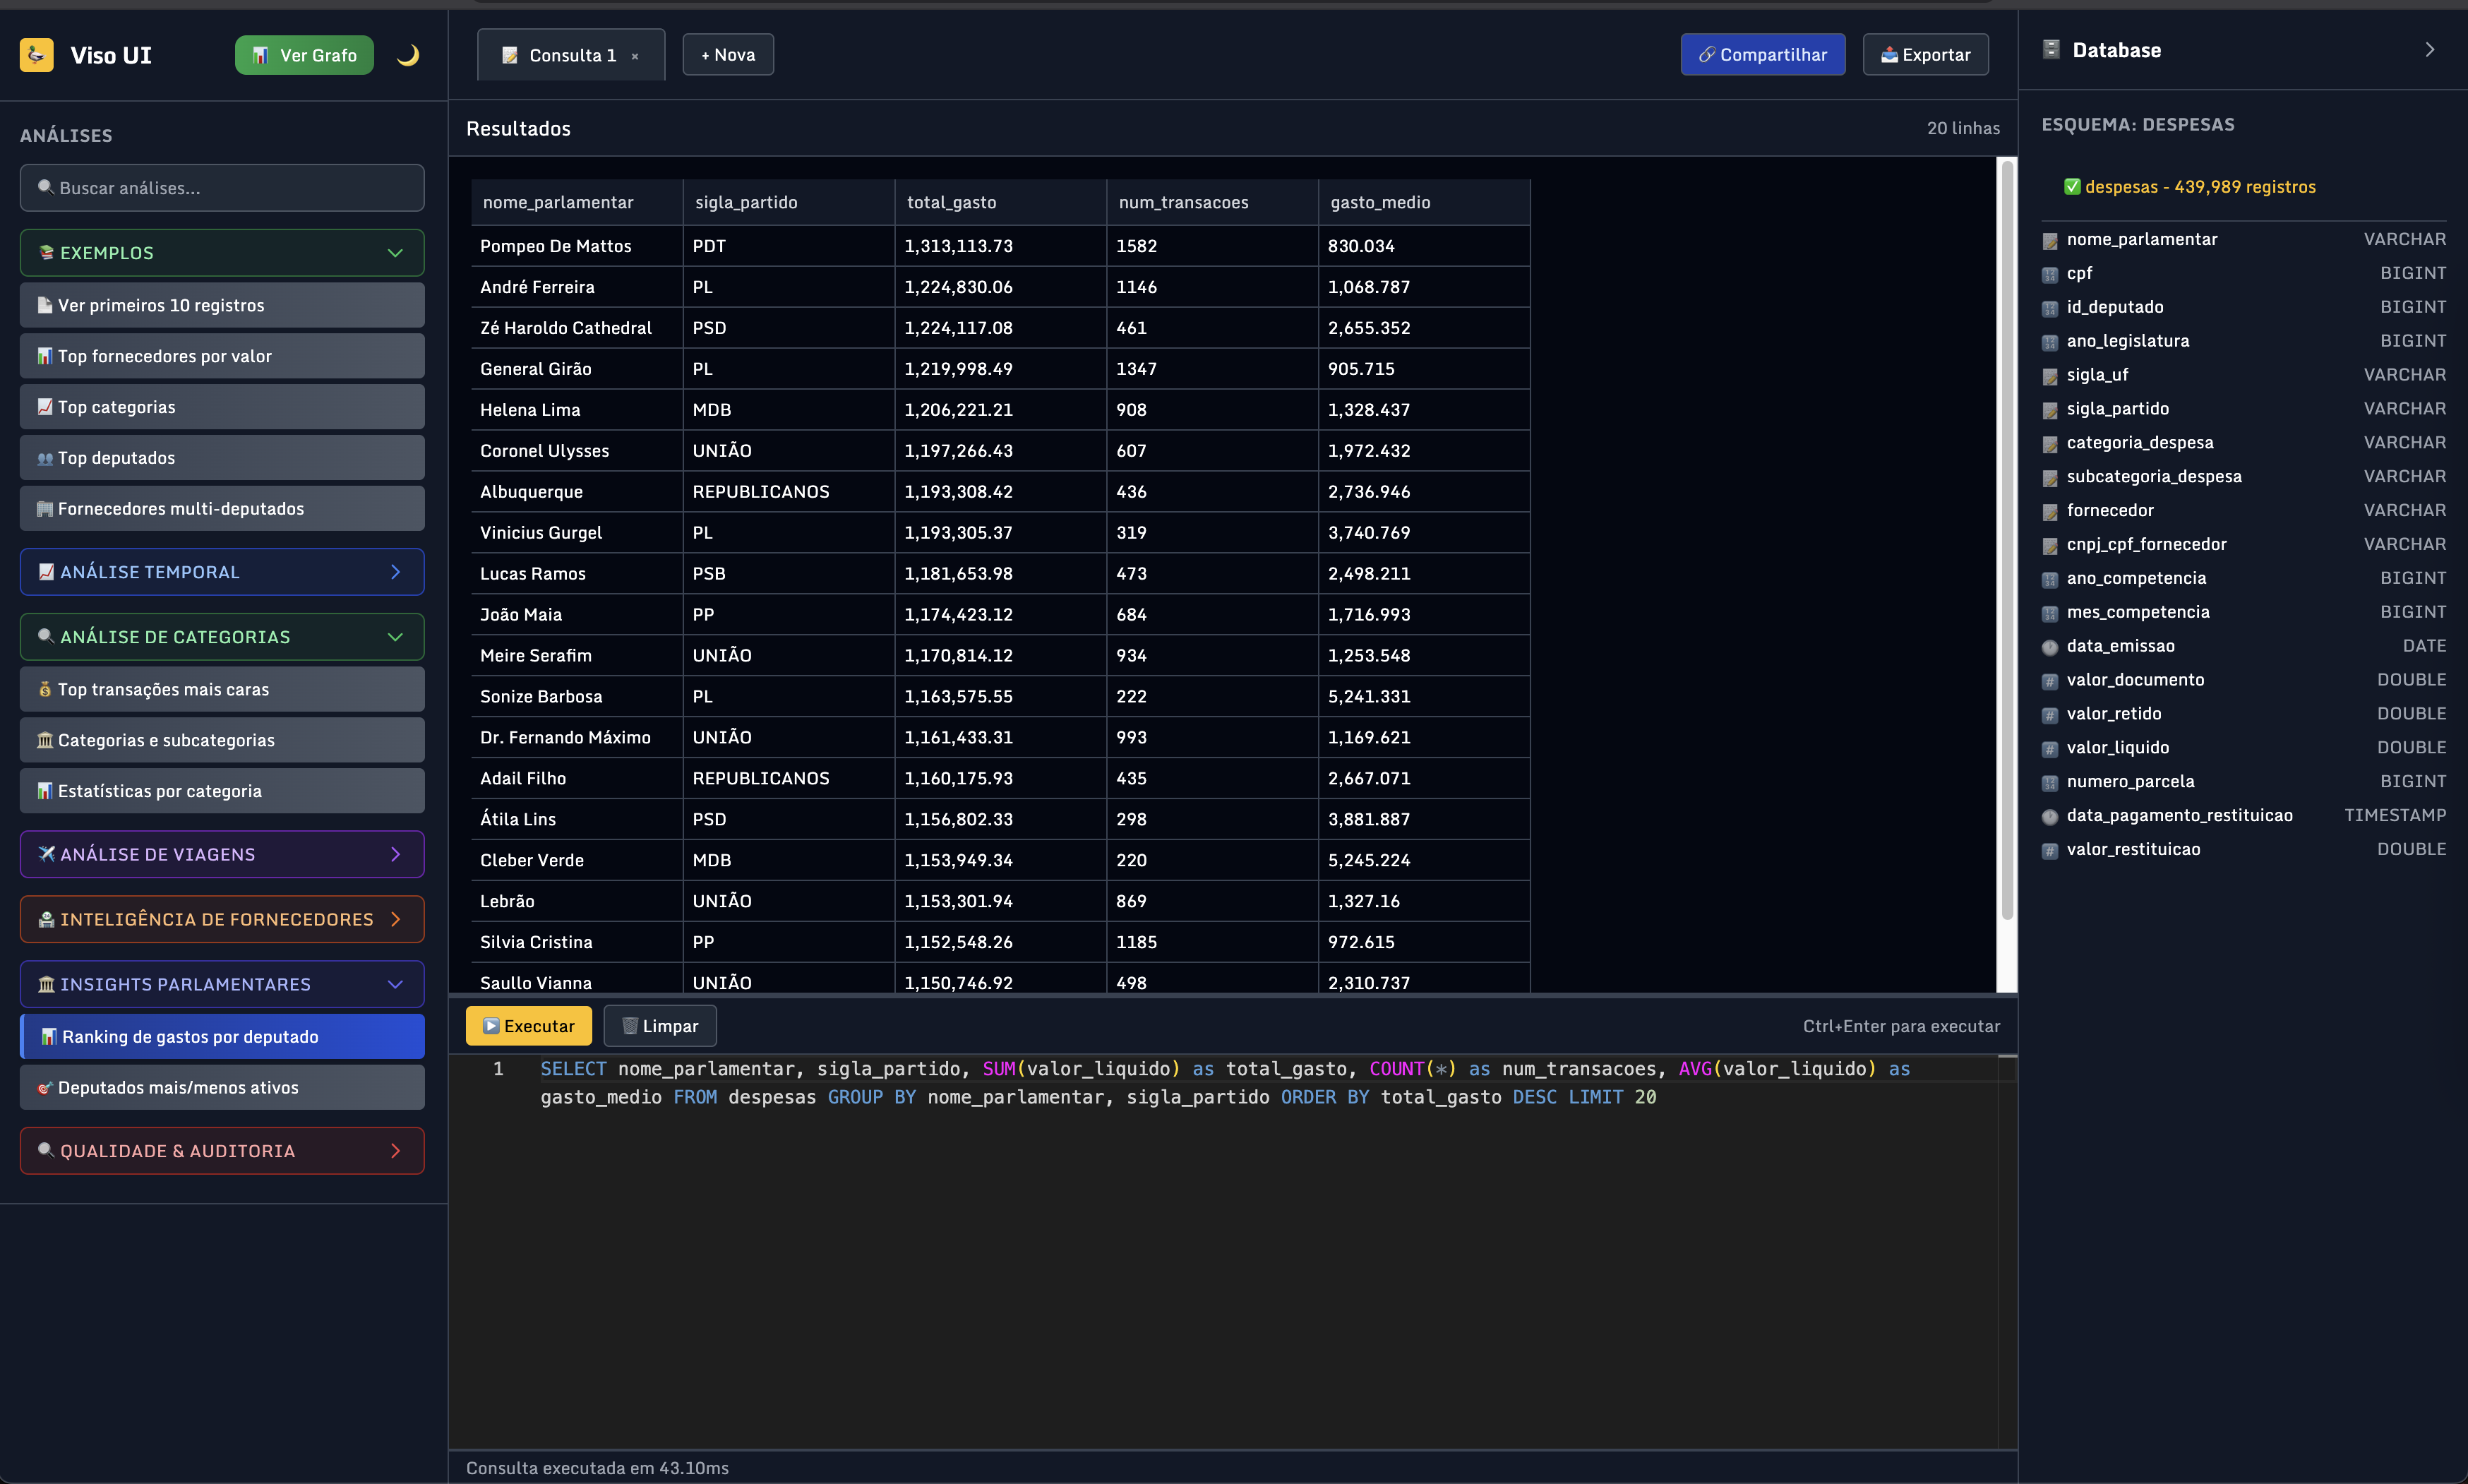 Viso UI
Ver Grafo
ANÁLISES
Buscar análises...
EXEMPLOS
Ver primeiros 10 registros
Top fornecedores por valor
Top categorias
Top deputados
Fornecedores multi-deputados
ANÁLISE TEMPORAL
ANÁLISE DE CATEGORIAS
Top transações mais caras
Categorias e subcategorias
Estatísticas por categoria
ANÁLISE DE VIAGENS
INTELIGÊNCIA DE FORNECEDORES
INSIGHTS PARLAMENTARES
Ranking de gastos por deputado
Deputados mais/menos ativos
QUALIDADE & AUDITORIA
Consulta 1 ×
+ Nova
Compartilhar
Exportar
Resultados
20 linhas
nome_parlamentar sigla_partido total_gasto num_transacoes gasto_medio
Pompeo De Mattos PDT 1,313,113.73 1582 830.034
André Ferreira PL 1,224,830.06 1146 1,068.787
Zé Haroldo Cathedral PSD 1,224,117.08 461 2,655.352
General Girão PL 1,219,998.49 1347 905.715
Helena Lima MDB 1,206,221.21 908 1,328.437
Coronel Ulysses UNIÃO 1,197,266.43 607 1,972.432
Albuquerque REPUBLICANOS 1,193,308.42 436 2,736.946
Vinicius Gurgel PL 1,193,305.37 319 3,740.769
Lucas Ramos PSB 1,181,653.98 473 2,498.211
João Maia PP 1,174,423.12 684 1,716.993
Meire Serafim UNIÃO 1,170,814.12 934 1,253.548
Sonize Barbosa PL 1,163,575.55 222 5,241.331
Dr. Fernando Máximo UNIÃO 1,161,433.31 993 1,169.621
Adail Filho REPUBLICANOS 1,160,175.93 435 2,667.071
Átila Lins PSD 1,156,802.33 298 3,881.887
Cleber Verde MDB 1,153,949.34 220 5,245.224
Lebrão UNIÃO 1,153,301.94 869 1,327.16
Silvia Cristina PP 1,152,548.26 1185 972.615
Saullo Vianna UNIÃO 1,150,746.92 498 2,310.737
Executar
Limpar
Ctrl+Enter para executar
1 SELECT nome_parlamentar, sigla_partido, SUM(valor_liquido) as total_gasto, COUNT(*) as num_transacoes, AVG(valor_liquido) as
gasto_medio FROM despesas GROUP BY nome_parlamentar, sigla_partido ORDER BY total_gasto DESC LIMIT 20
Consulta executada em 43.10ms
Database
ESQUEMA: DESPESAS
despesas - 439,989 registros
nome_parlamentar VARCHAR
cpf BIGINT
id_deputado BIGINT
ano_legislatura BIGINT
sigla_uf VARCHAR
sigla_partido VARCHAR
categoria_despesa VARCHAR
subcategoria_despesa VARCHAR
fornecedor VARCHAR
cnpj_cpf_fornecedor VARCHAR
ano_competencia BIGINT
mes_competencia BIGINT
data_emissao DATE
valor_documento DOUBLE
valor_retido DOUBLE
valor_liquido DOUBLE
numero_parcela BIGINT
data_pagamento_restituicao TIMESTAMP
valor_restituicao DOUBLE